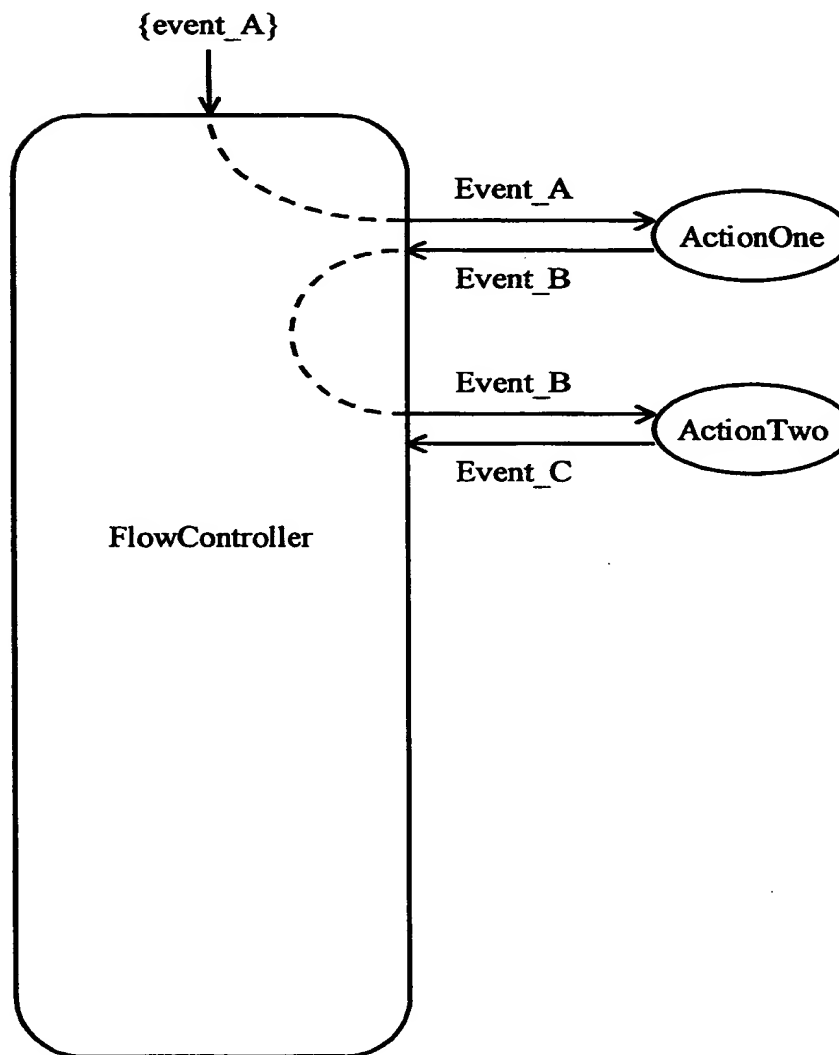 {event_A}
Event_A
ActionOne
Event_B
Event_B
ActionTwo
Event_C
FlowController